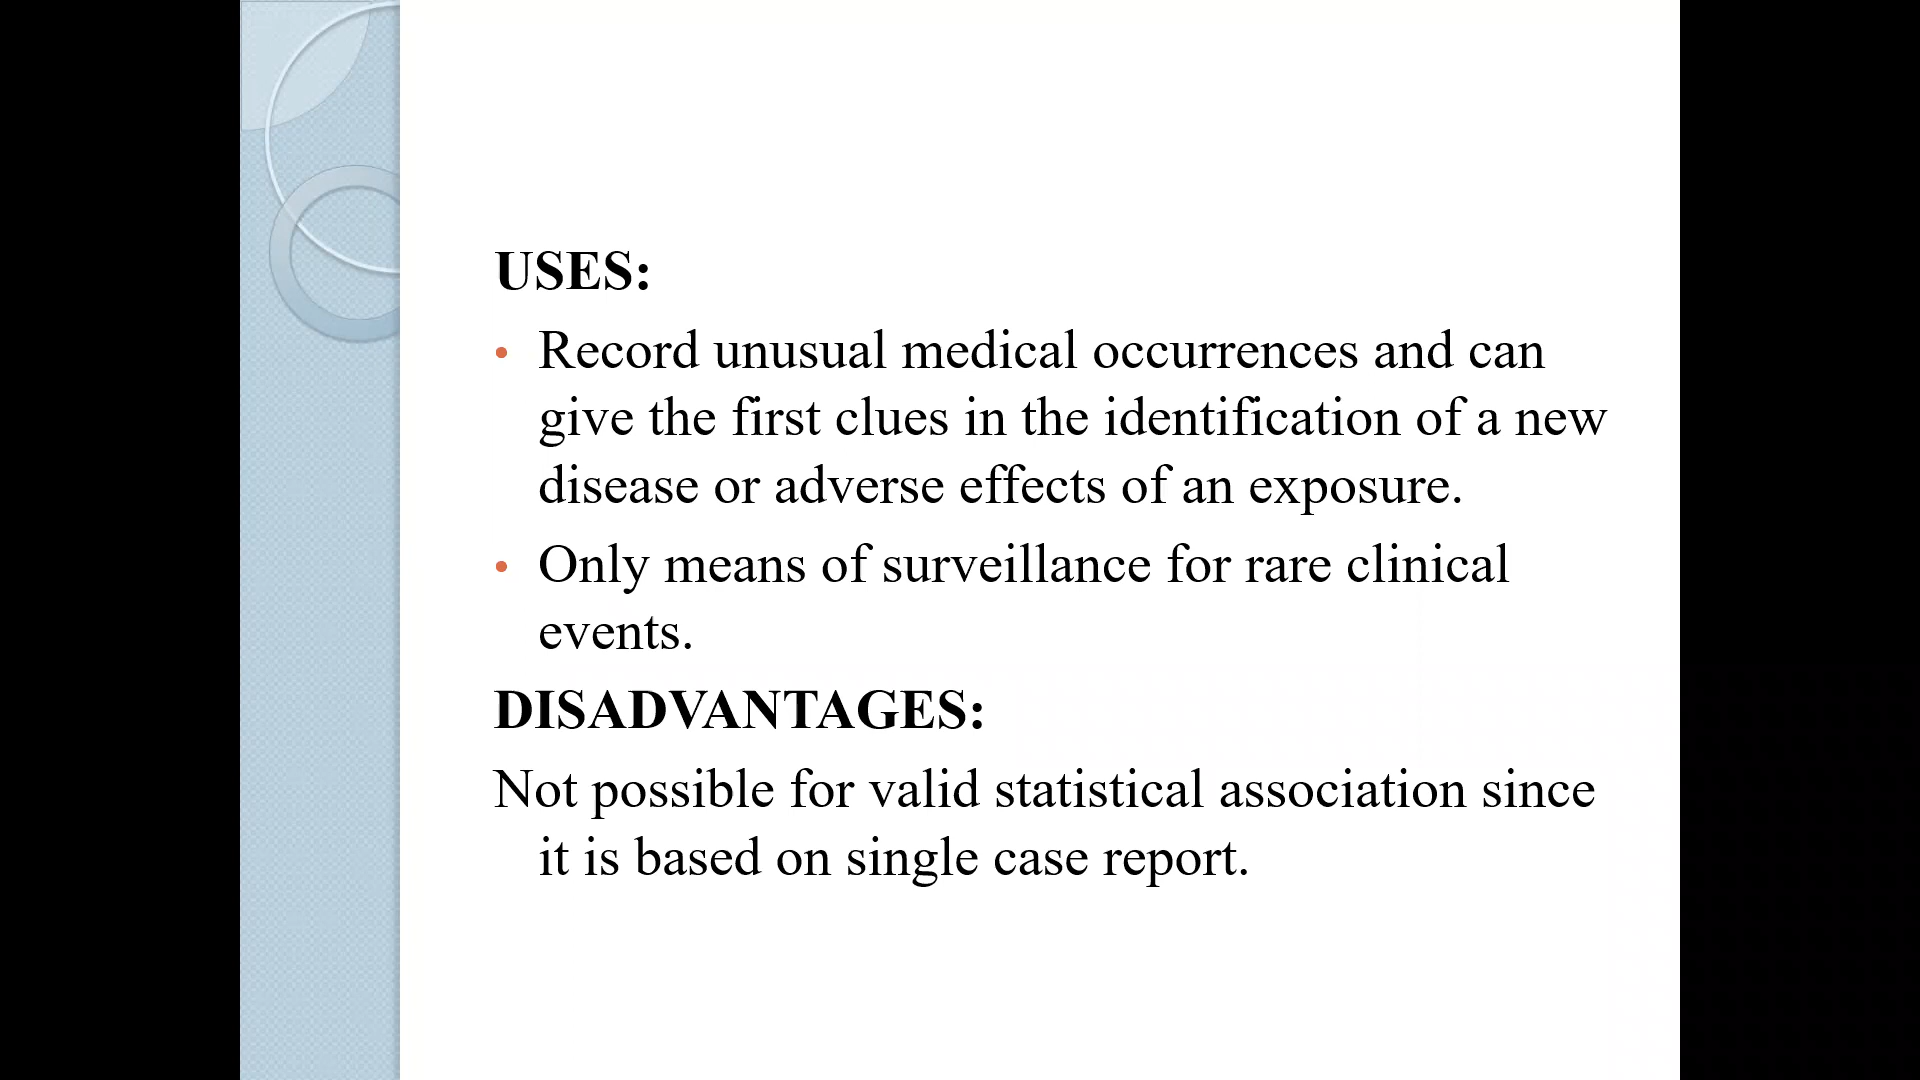 USES:
• Record unusual medical occurrences and can
give the first clues in the identification of a new
disease or adverse effects of an exposure.
• Only means of surveillance for rare clinical
events.
DISADVANTAGES:
Not possible for valid statistical association since
it is based on single case report.